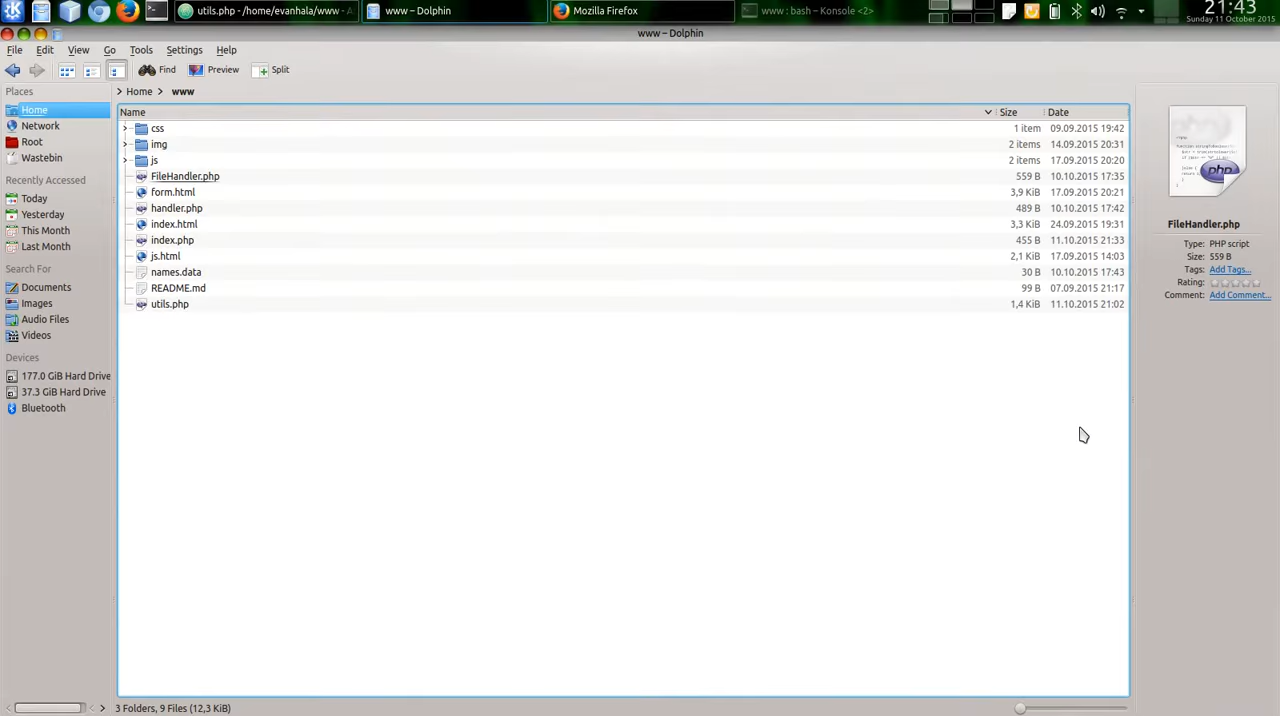 utils.php - /home/evanhala/www - A
www – Dolphin
Mozilla Firefox
www : bash – Konsole <2>
21:43
Sunday 11 October 2015
www – Dolphin
File Edit View Go Tools Settings Help
Find Preview Split
Places
Home
Network
Root
Wastebin
Recently Accessed
Today
Yesterday
This Month
Last Month
Search For
Documents
Images
Audio Files
Videos
Devices
177.0 GiB Hard Drive
37.3 GiB Hard Drive
Bluetooth
> Home > www
Name Size Date
css 1 item 09.09.2015 19:42
img 2 items 14.09.2015 20:31
js 2 items 17.09.2015 20:20
FileHandler.php 559 B 10.10.2015 17:35
form.html 3,9 KiB 17.09.2015 20:21
handler.php 489 B 10.10.2015 17:42
index.html 3,3 KiB 24.09.2015 19:31
index.php 455 B 11.10.2015 21:33
js.html 2,1 KiB 17.09.2015 14:03
names.data 30 B 10.10.2015 17:43
README.md 99 B 07.09.2015 21:17
utils.php 1,4 KiB 11.10.2015 21:02
php
FileHandler.php
Type: PHP script
Size: 559 B
Tags: Add Tags...
Rating:
Comment: Add Comment...
3 Folders, 9 Files (12,3 KiB)